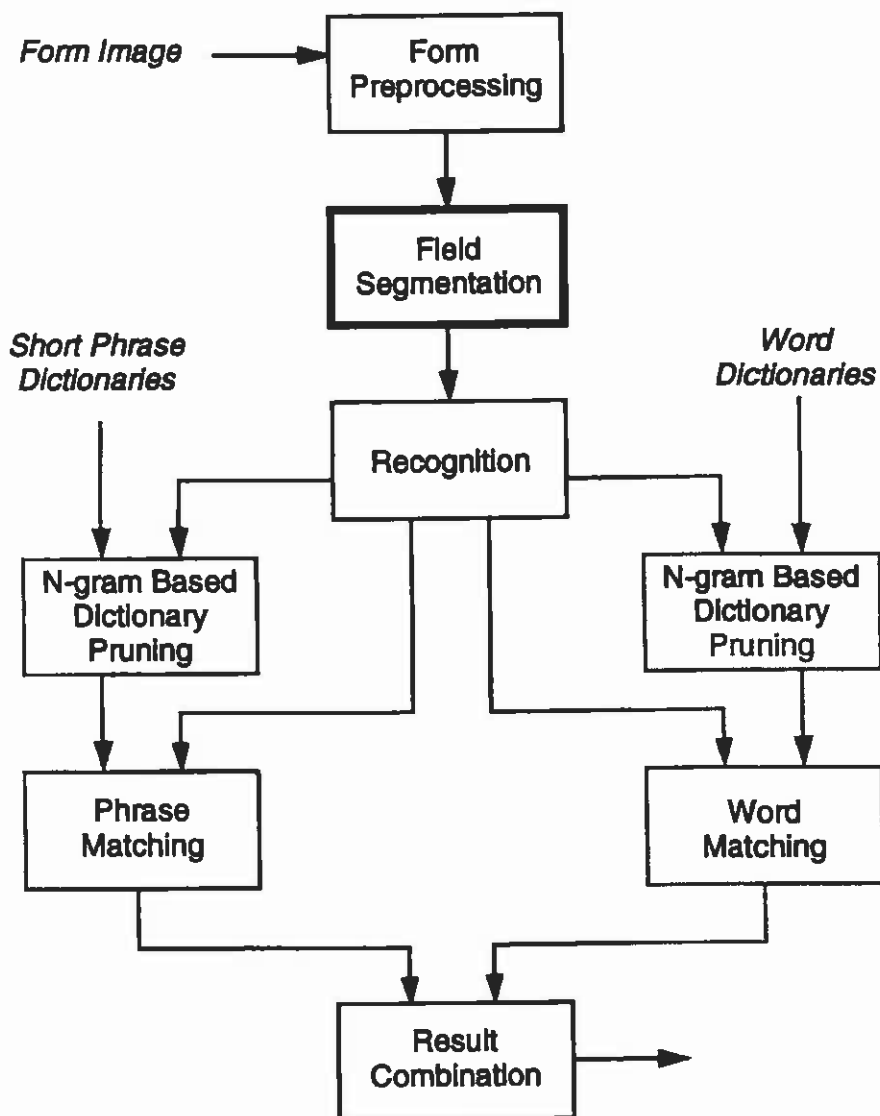 Form Image
Form
Preprocessing
Field
Segmentation
Short Phrase
Dictionaries
Word
Dictionaries
Recognition
N-gram Based
Dictionary
Pruning
N-gram Based
Dictionary
Pruning
Phrase
Matching
Word
Matching
Result
Combination